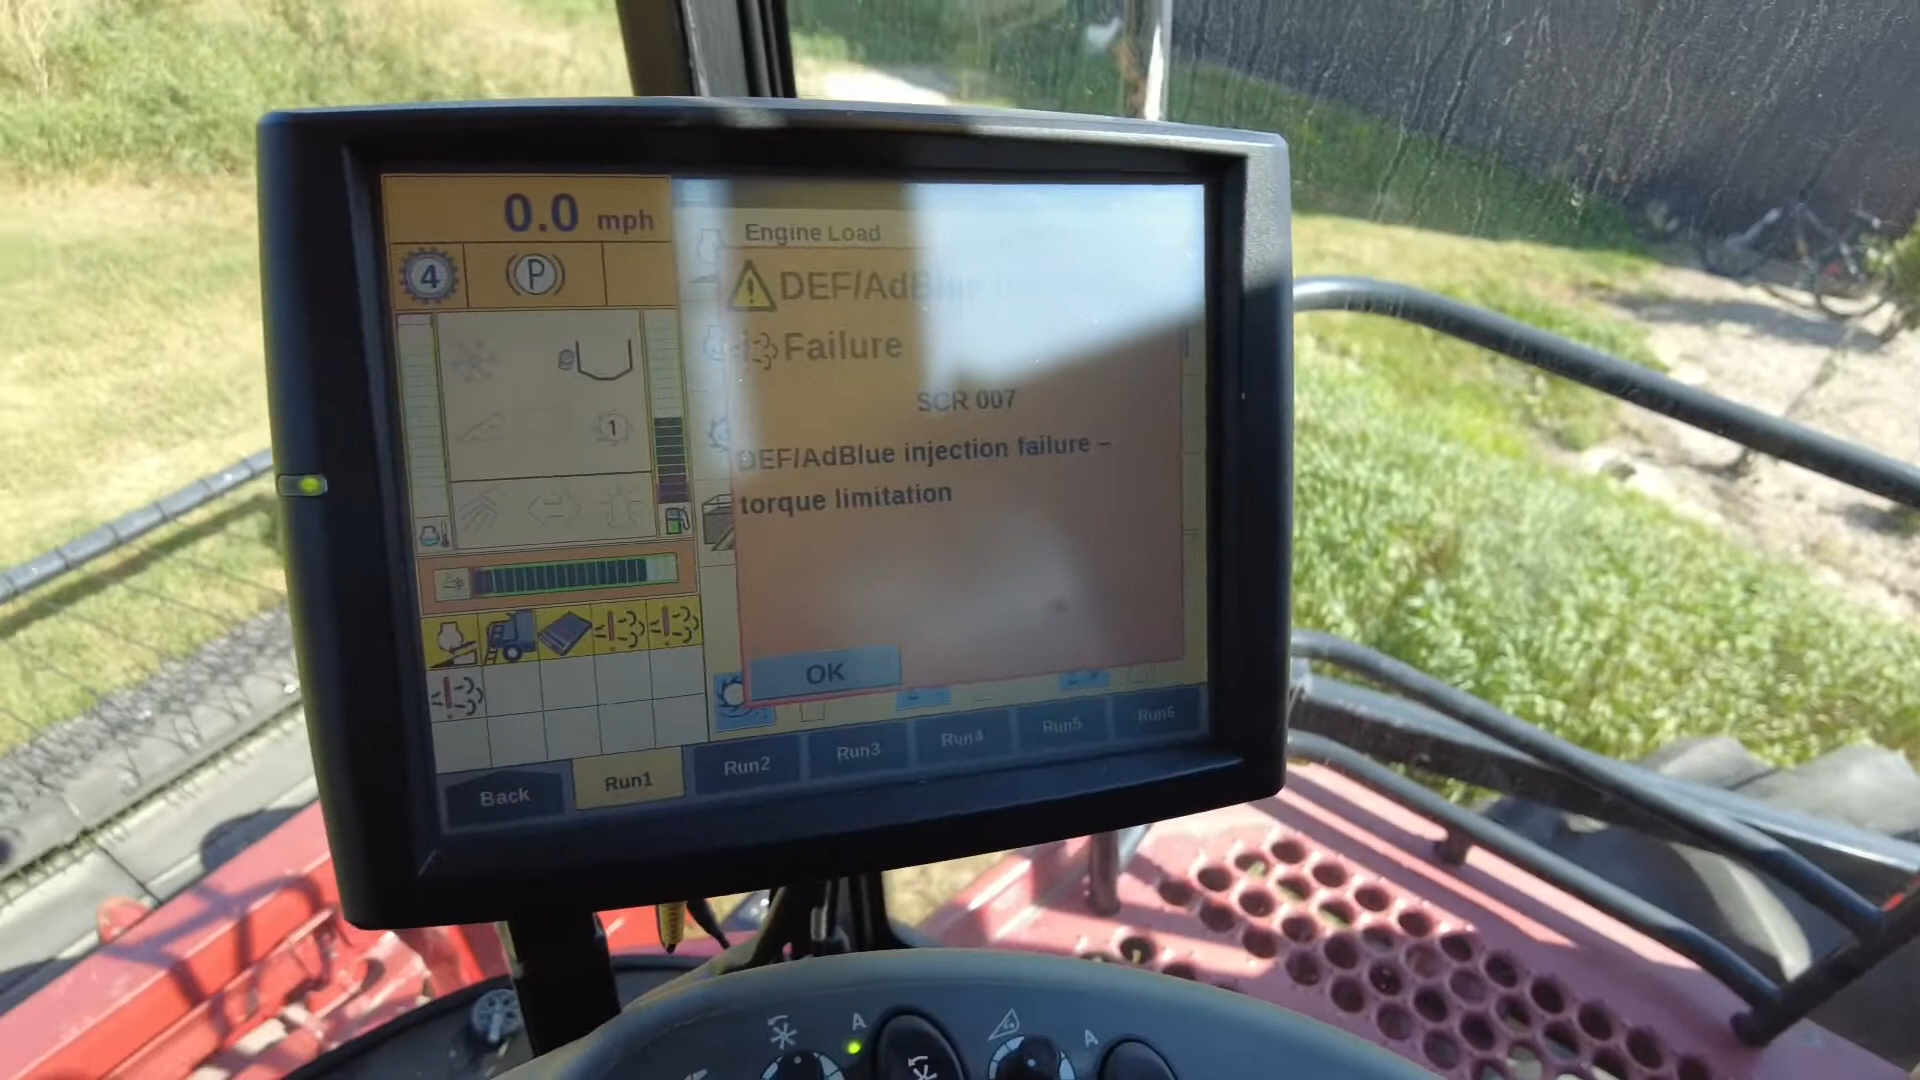 0.0 mph
4
P
Engine Load
DEF/AdBlue
Failure
SCR 007
1
DEF/AdBlue injection failure –
torque limitation
OK
Back
Run1
Run2
Run3
Run4
Run5
Run6
A
A